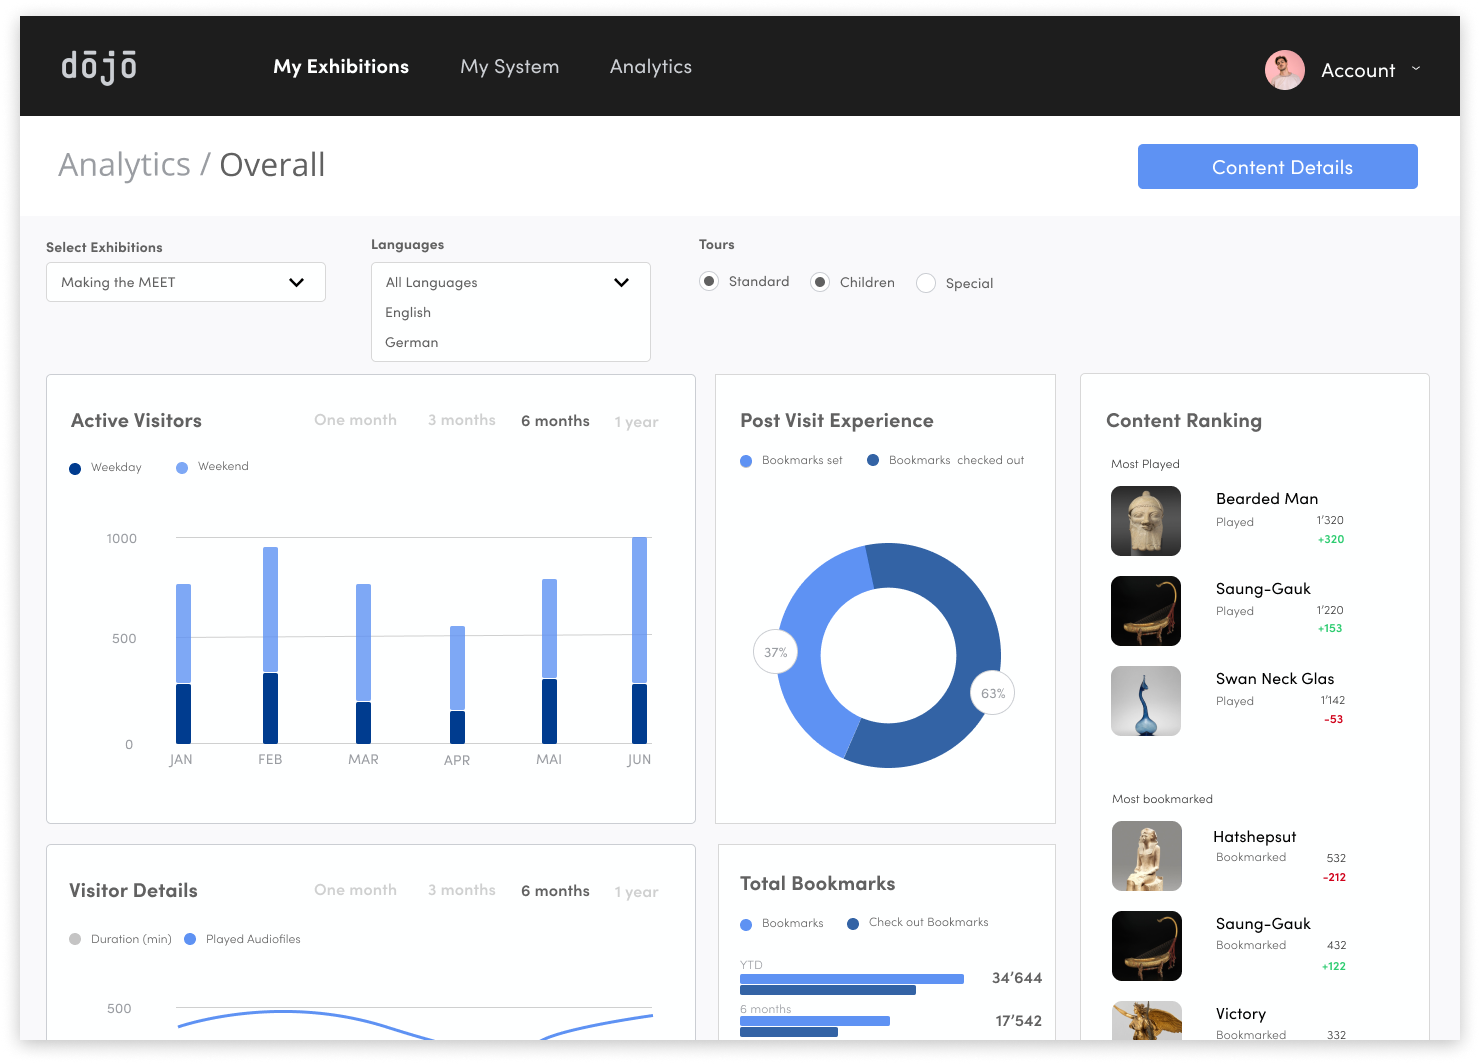 dōjō
My Exhibitions
My System
Analytics
Account
Analytics / Overall
Content Details
Select Exhibitions
Making the MEET
Languages
All Languages
English
German
Tours
Standard
Children
Special
Active Visitors
One month
3 months
6 months
1 year
Weekday
Weekend
1000
500
0
JAN
FEB
MAR
APR
MAI
JUN
Post Visit Experience
Bookmarks set
Bookmarks checked out
37%
63%
Content Ranking
Most Played
Bearded Man
Played
1’320
+320
Saung-Gauk
Played
1’220
+153
Swan Neck Glas
Played
1’142
-53
Most bookmarked
Hatshepsut
Bookmarked
532
-212
Saung-Gauk
Bookmarked
432
+122
Victory
Bookmarked
332
Visitor Details
One month
3 months
6 months
1 year
Duration (min)
Played Audiofiles
500
Total Bookmarks
Bookmarks
Check out Bookmarks
YTD
34’644
6 months
17’542